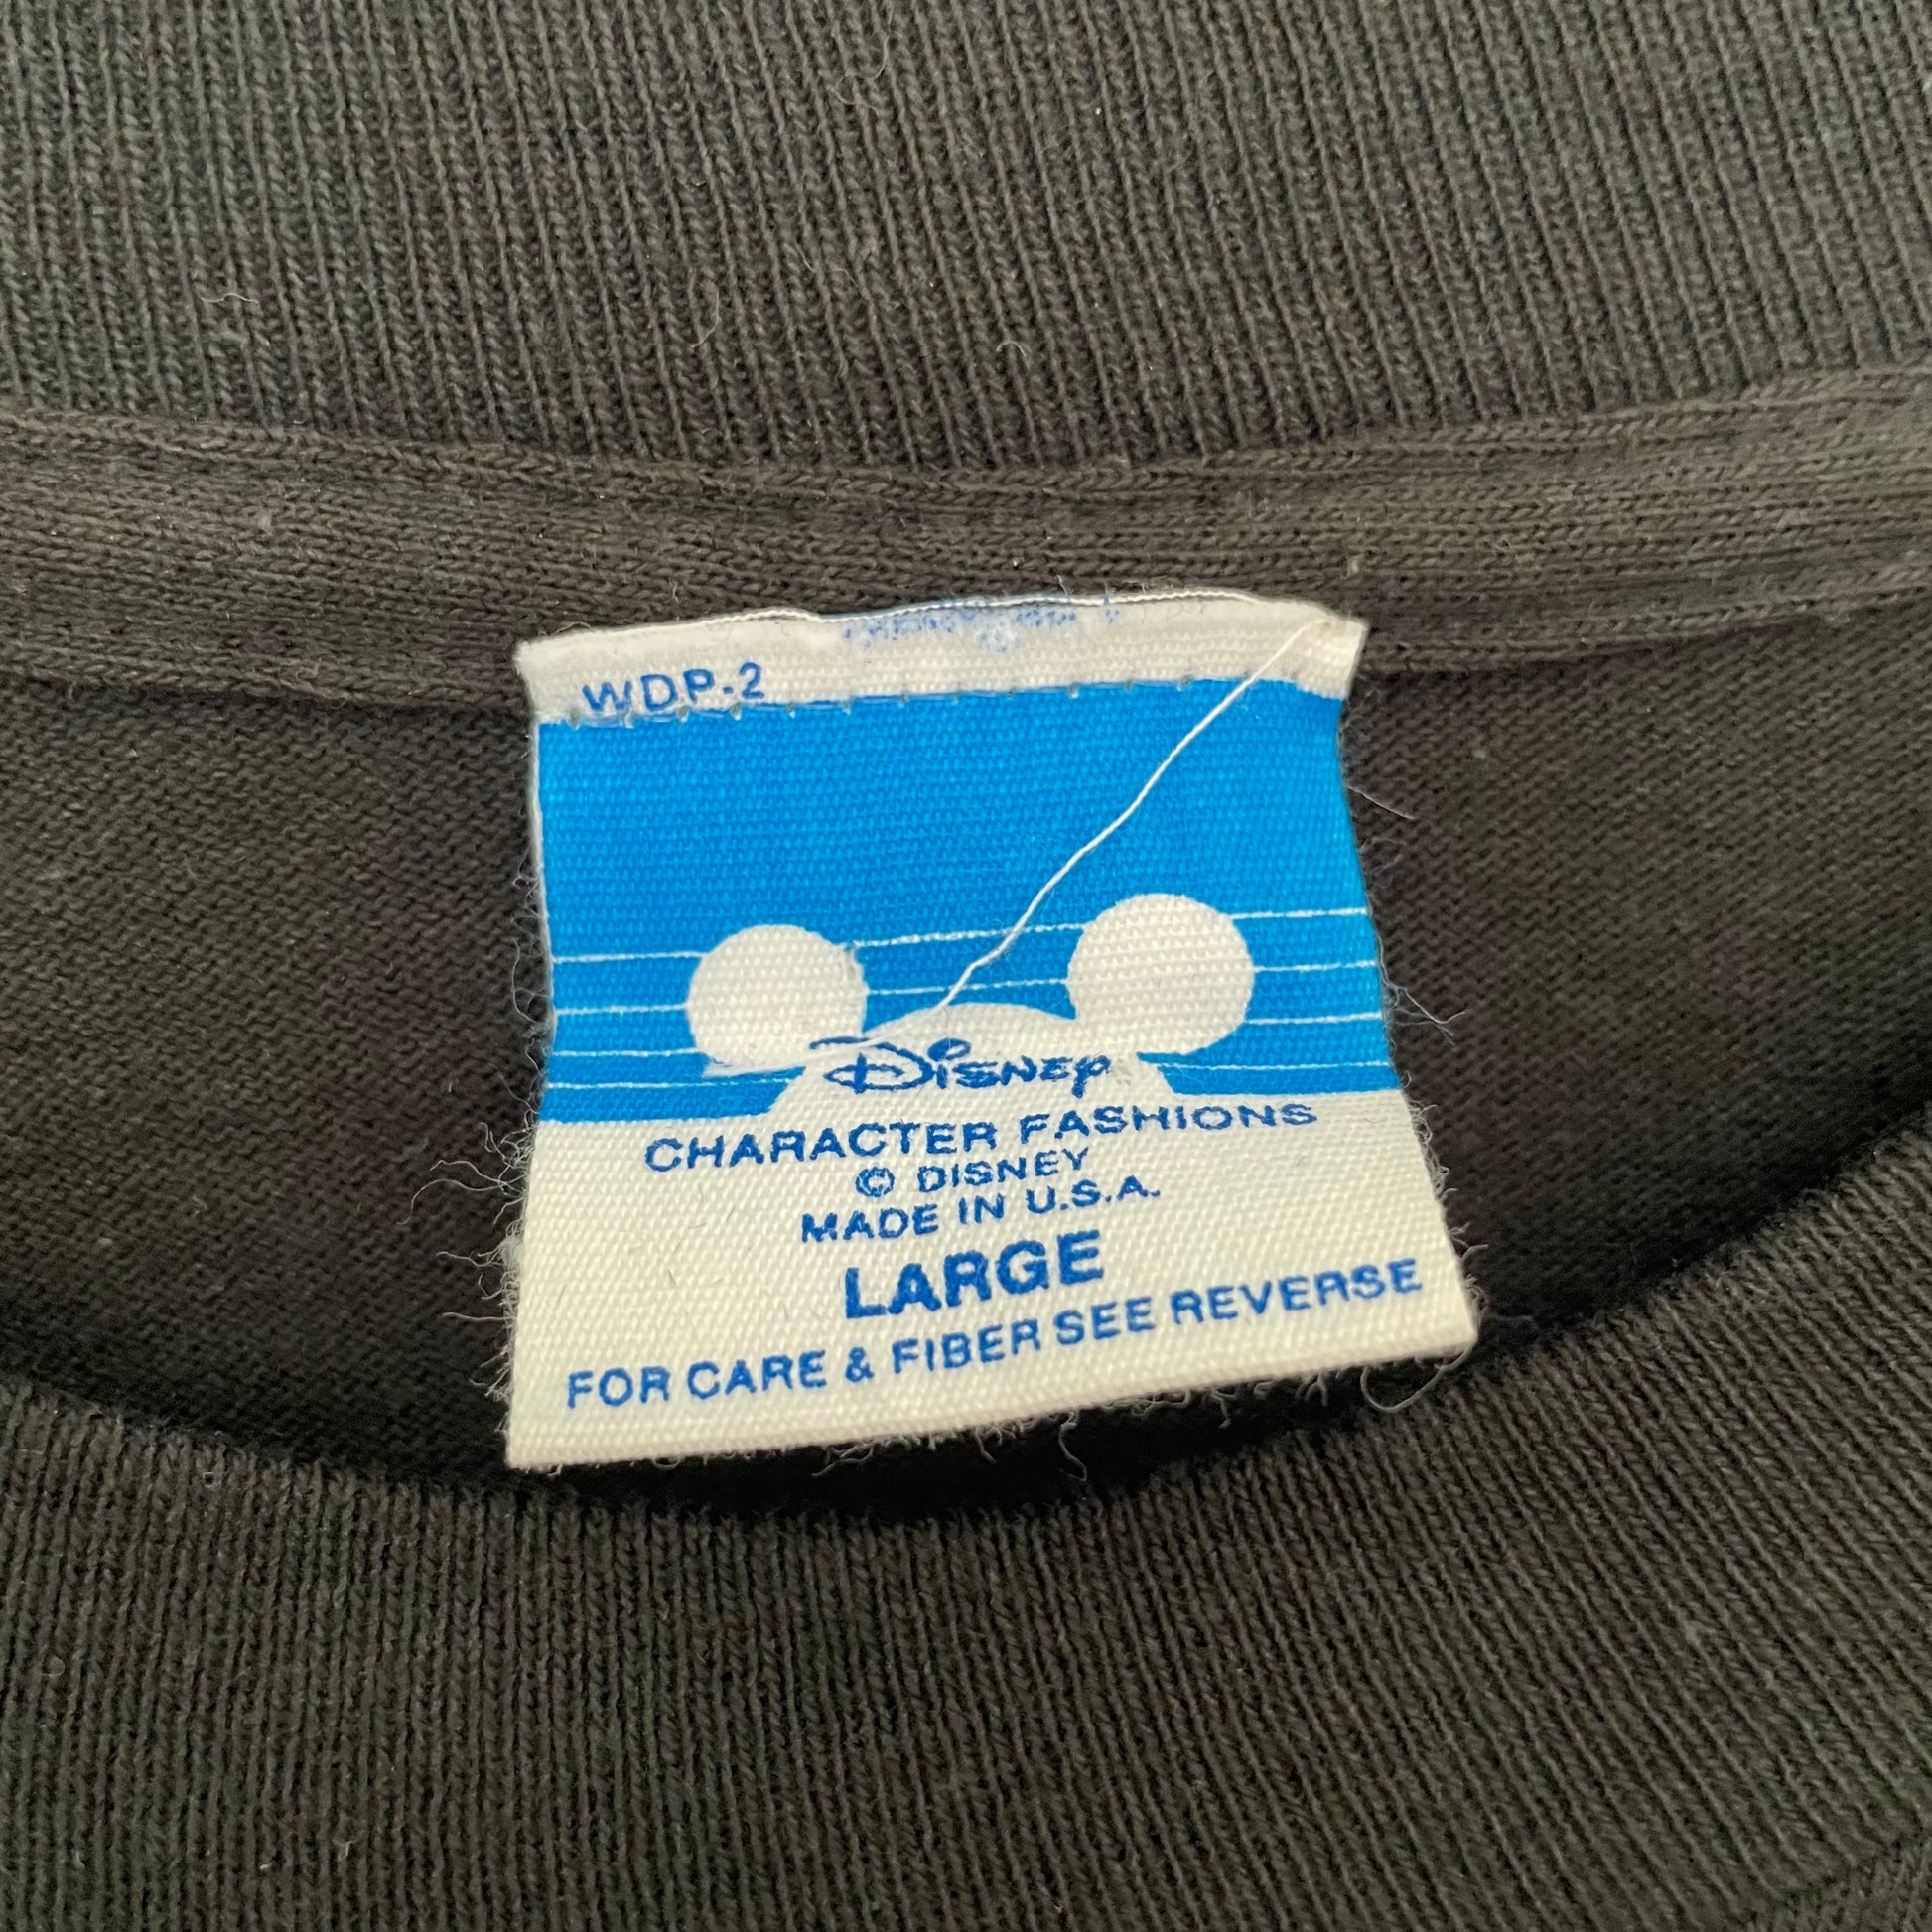 WDP-2
Disney
CHARACTER FASHIONS
© DISNEY
MADE IN U.S.A.
LARGE
FOR CARE & FIBER SEE REVERSE